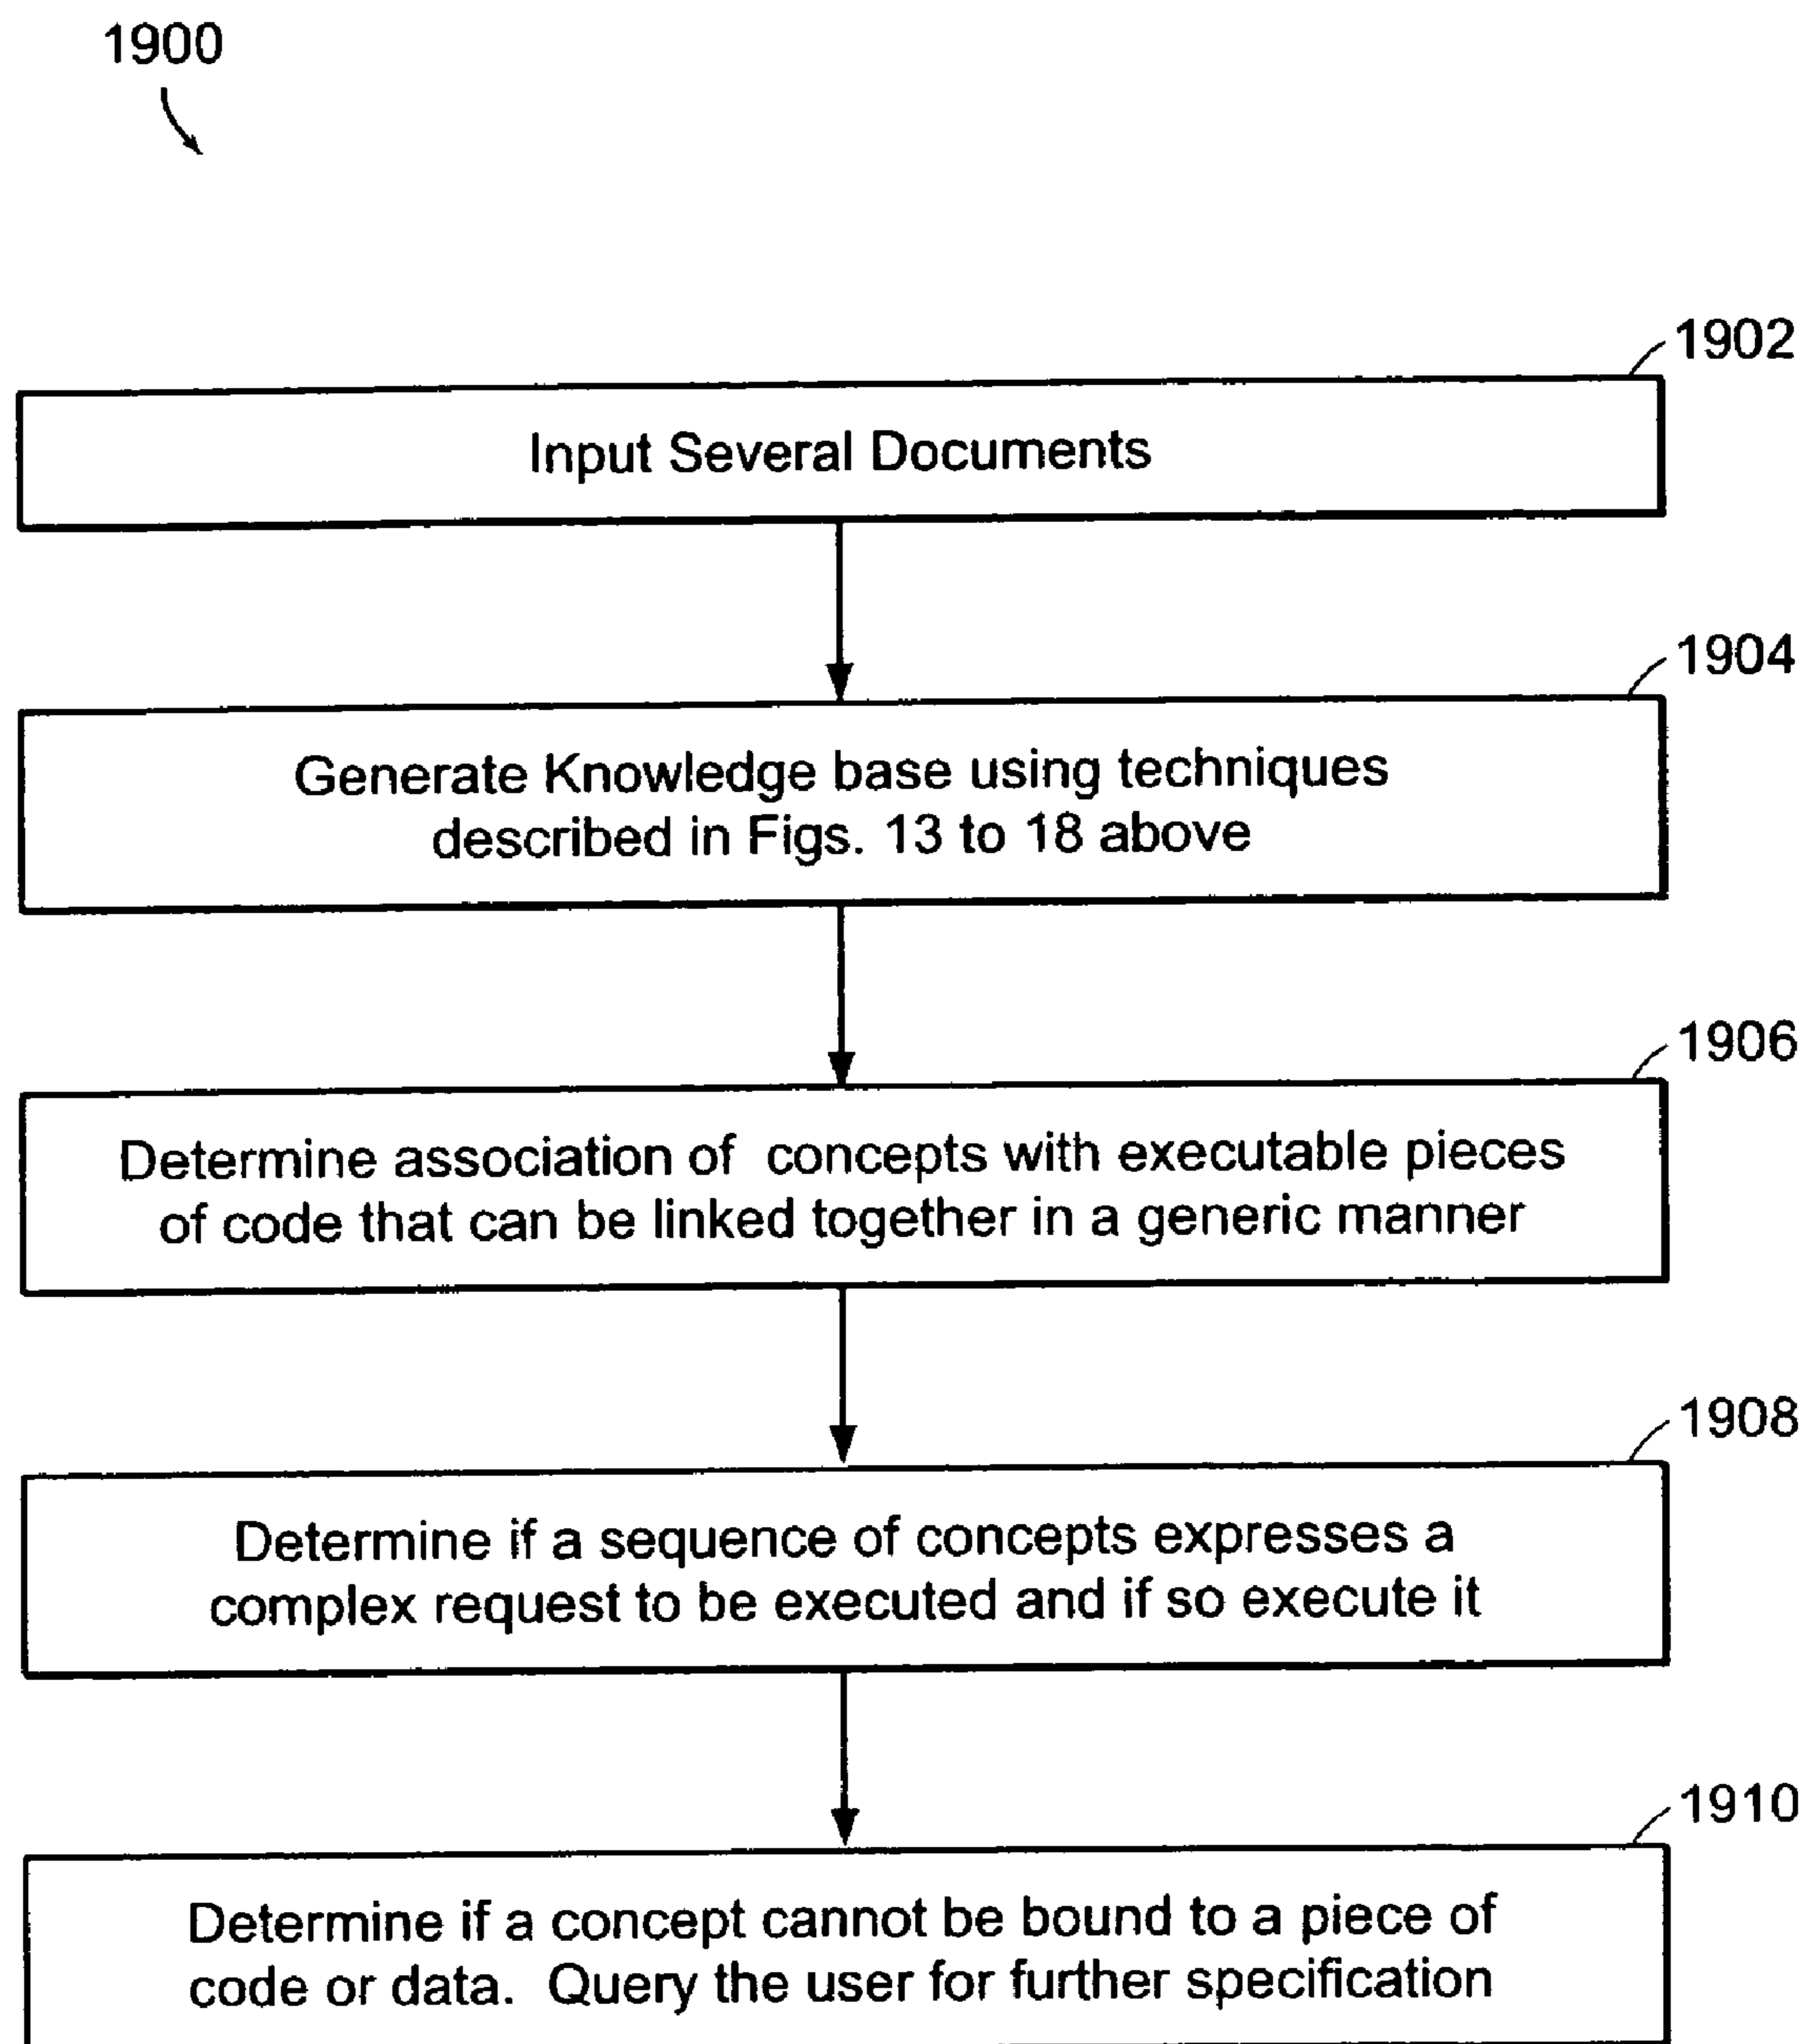 1900
1902
Input Several Documents
1904
Generate Knowledge base using techniques
described in Figs. 13 to 18 above
1906
Determine association of concepts with executable pieces
of code that can be linked together in a generic manner
1908
Determine if a sequence of concepts expresses a
complex request to be executed and if so execute it
1910
Determine if a concept cannot be bound to a piece of
code or data. Query the user for further specification